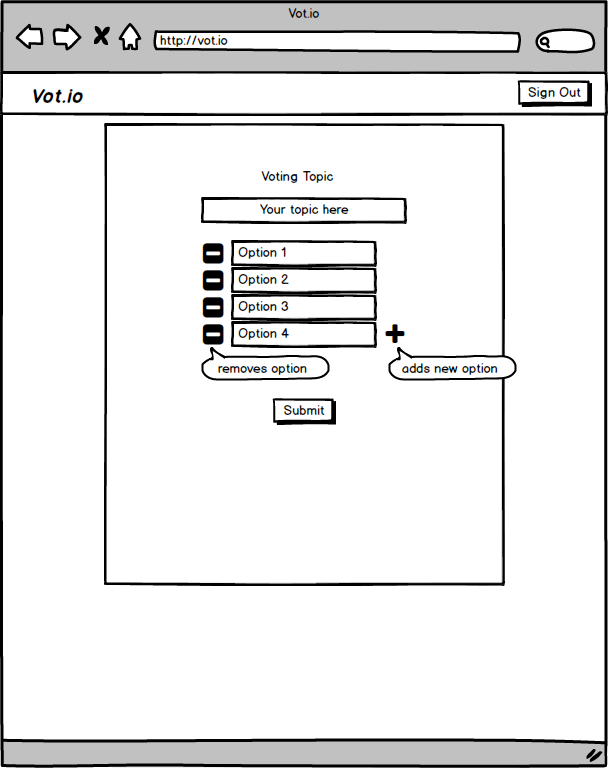 Vot.io
http://vot.io
Vot.io
Sign Out
Voting Topic
Your topic here
Option 1
Option 2
Option 3
Option 4
removes option
adds new option
Submit